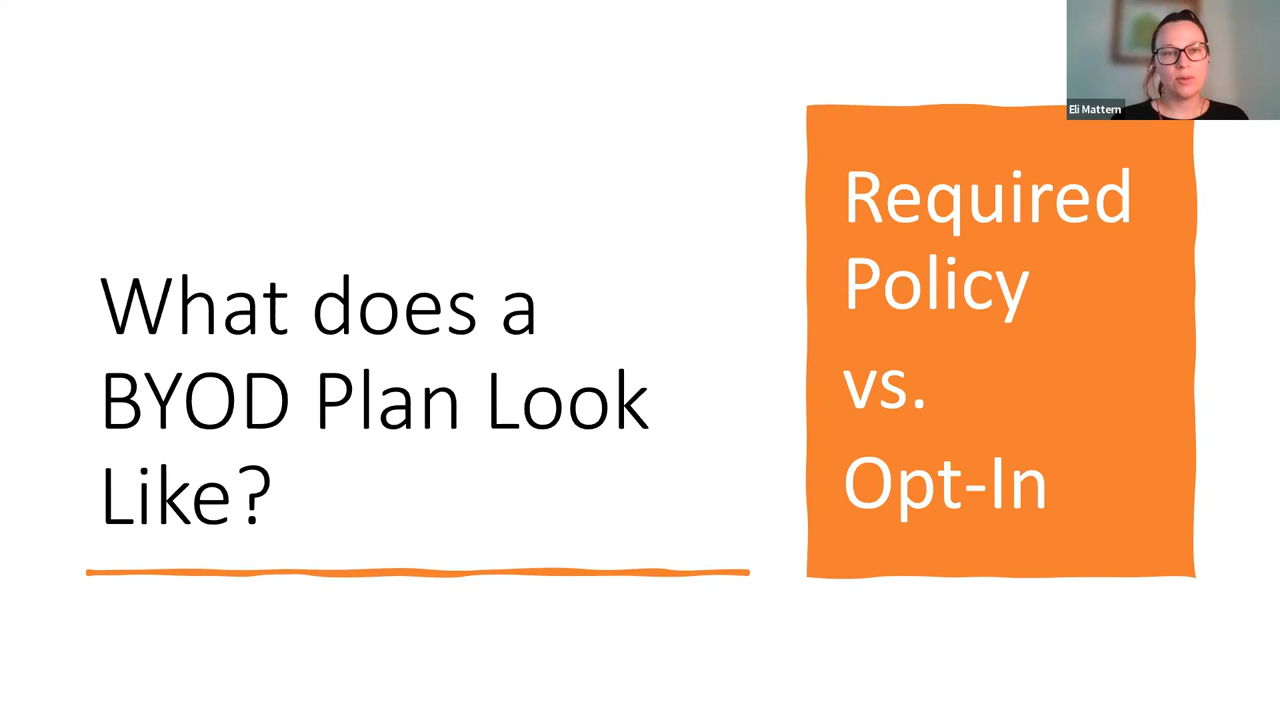 What does a
BYOD Plan Look
Like?
Required
Policy
vs.
Opt-In
Eli Mattern